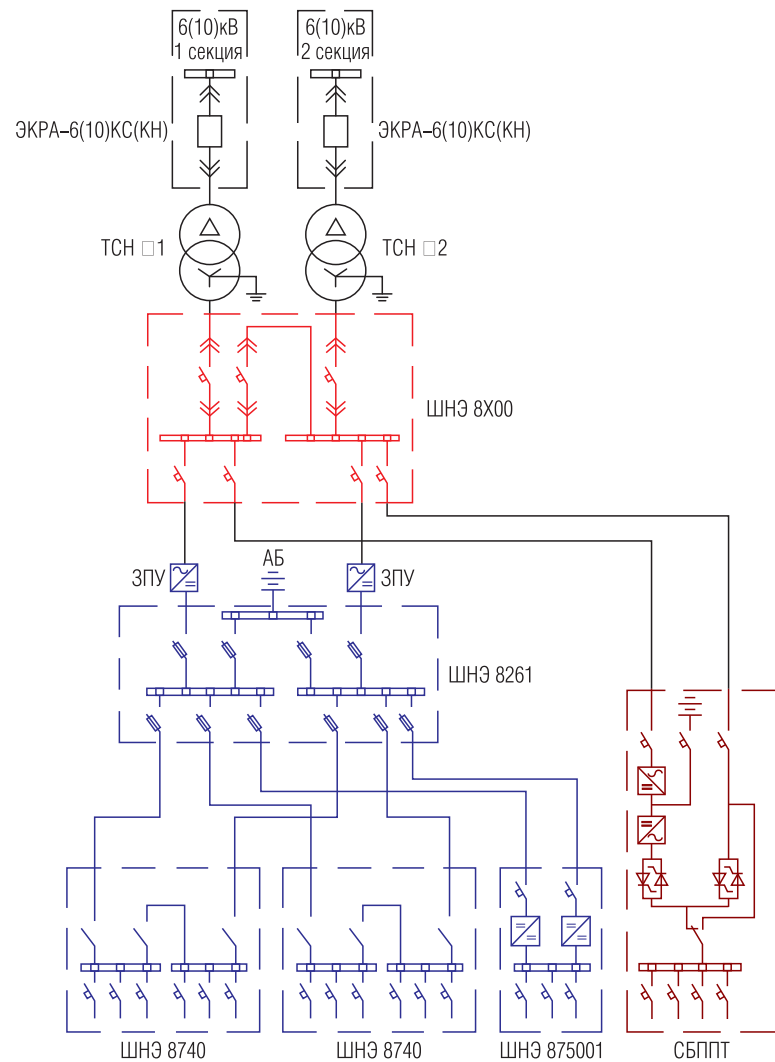 6(10)кВ
1 секция
6(10)кВ
2 секция
ЭКРА–6(10)КС(КН)
ЭКРА–6(10)КС(КН)
ТСН □1
ТСН □2
ШНЭ 8Х00
ЗПУ
АБ
ЗПУ
ШНЭ 8261
ШНЭ 8740
ШНЭ 8740
ШНЭ 875001
СБППТ